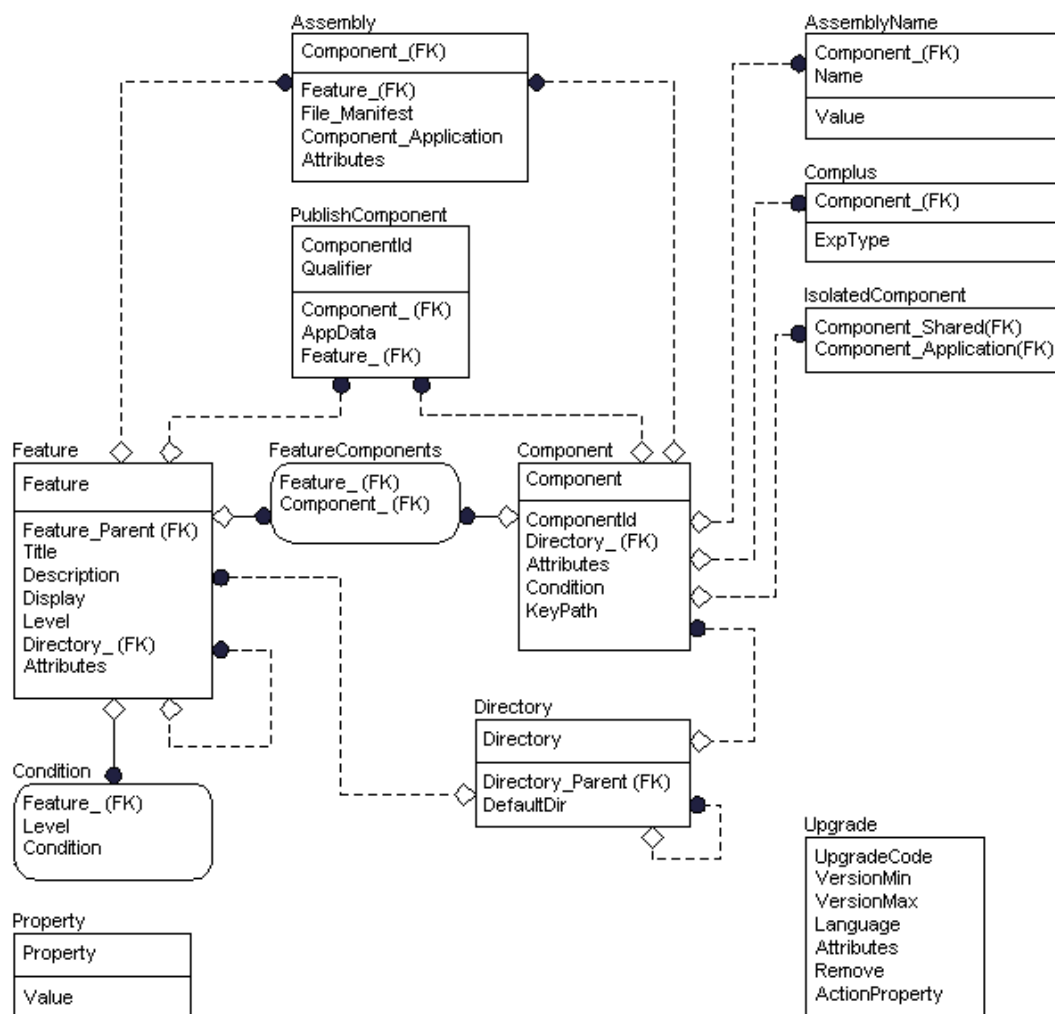 Assembly
Component_(FK)
Feature_(FK)
File_Manifest
Component_Application
Attributes
AssemblyName
Component_(FK)
Name
Value
PublishComponent
ComponentId
Qualifier
Component_ (FK)
AppData
Feature_ (FK)
Complus
Component_(FK)
ExpType
IsolatedComponent
Component_Shared(FK)
Component_Application(FK)
Feature
Feature
Feature_Parent (FK)
Title
Description
Display
Level
Directory_ (FK)
Attributes
FeatureComponents
Feature_ (FK)
Component_ (FK)
Component
Component
ComponentId
Directory_ (FK)
Attributes
Condition
KeyPath
Directory
Directory
Directory_Parent (FK)
DefaultDir
Condition
Feature_ (FK)
Level
Condition
Upgrade
UpgradeCode
VersionMin
VersionMax
Language
Attributes
Remove
ActionProperty
Property
Property
Value